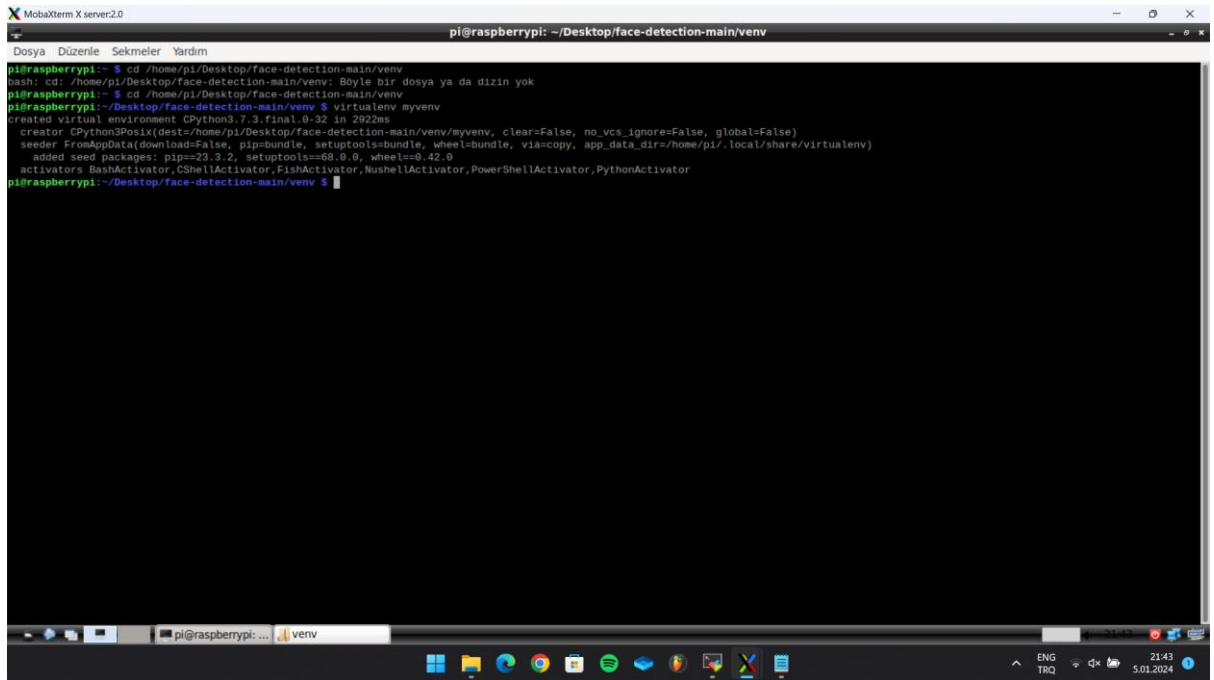 MobaXterm X server:2.0
pi@raspberrypi: ~/Desktop/face-detection-main/venv
Dosya Düzenle Sekmeler Yardım
pi@raspberrypi:~ $ cd /home/pi/Desktop/face-detection-main/venv
bash: cd: /home/pi/Desktop/face-detection-main/venv: Böyle bir dosya ya da dizin yok
pi@raspberrypi:~ $ cd /home/pi/Desktop/face-detection-main/venv
pi@raspberrypi:~/Desktop/face-detection-main/venv $ virtualenv myvenv
created virtual environment CPython3.7.3.final.0-32 in 2922ms
creator CPython3Posix(dest=/home/pi/Desktop/face-detection-main/venv/myvenv, clear=False, no_vcs_ignore=False, global=False)
seeder FromAppData(download=False, pip=bundle, setuptools=bundle, wheel=bundle, via=copy, app_data_dir=/home/pi/.local/share/virtualenv)
added seed packages: pip==23.3.2, setuptools==68.0.0, wheel==0.42.0
activators BashActivator,CShellActivator,FishActivator,NushellActivator,PowerShellActivator,PythonActivator
pi@raspberrypi:~/Desktop/face-detection-main/venv $
pi@raspberrypi: ... venv 21:43
ENG 21:43
TRQ 5.01.2024 1